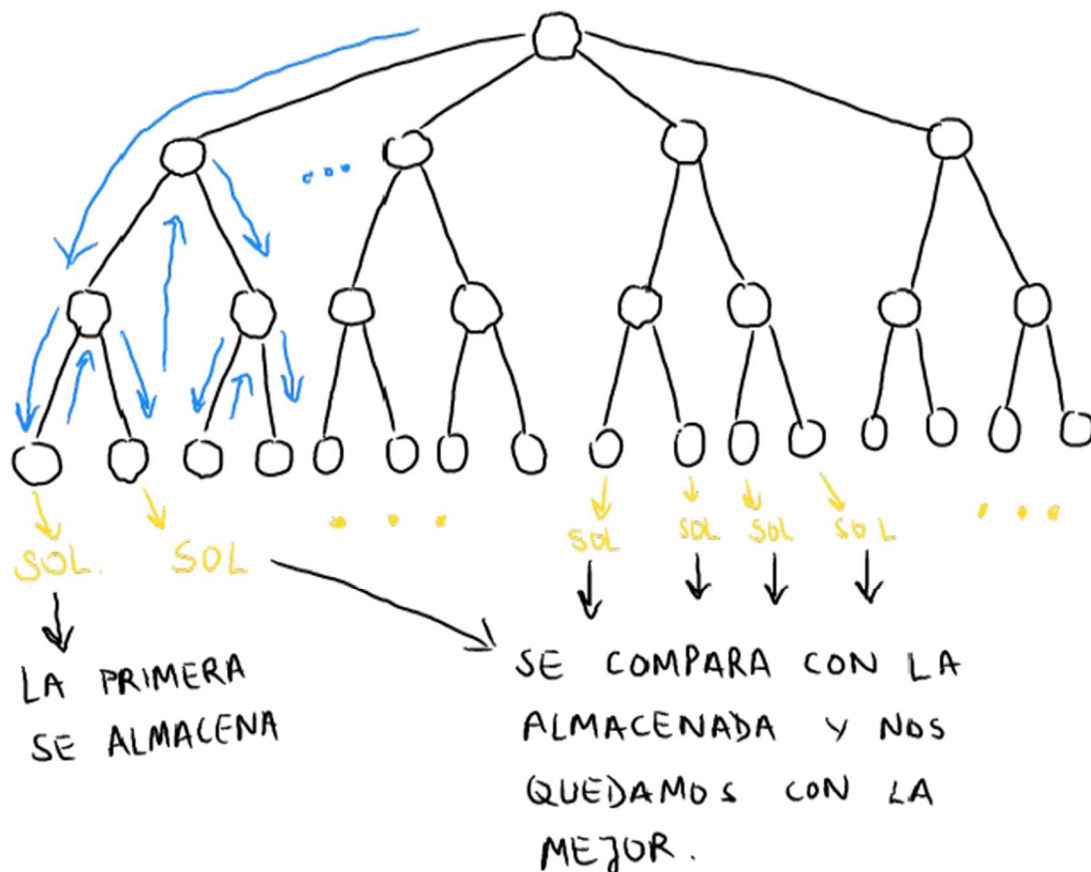 SOL. SOL SOL SOL SOL SOL
LA PRIMERA
SE ALMACENA
SE COMPARA CON LA
ALMACENADA Y NOS
QUEDAMOS CON LA
MEJOR.